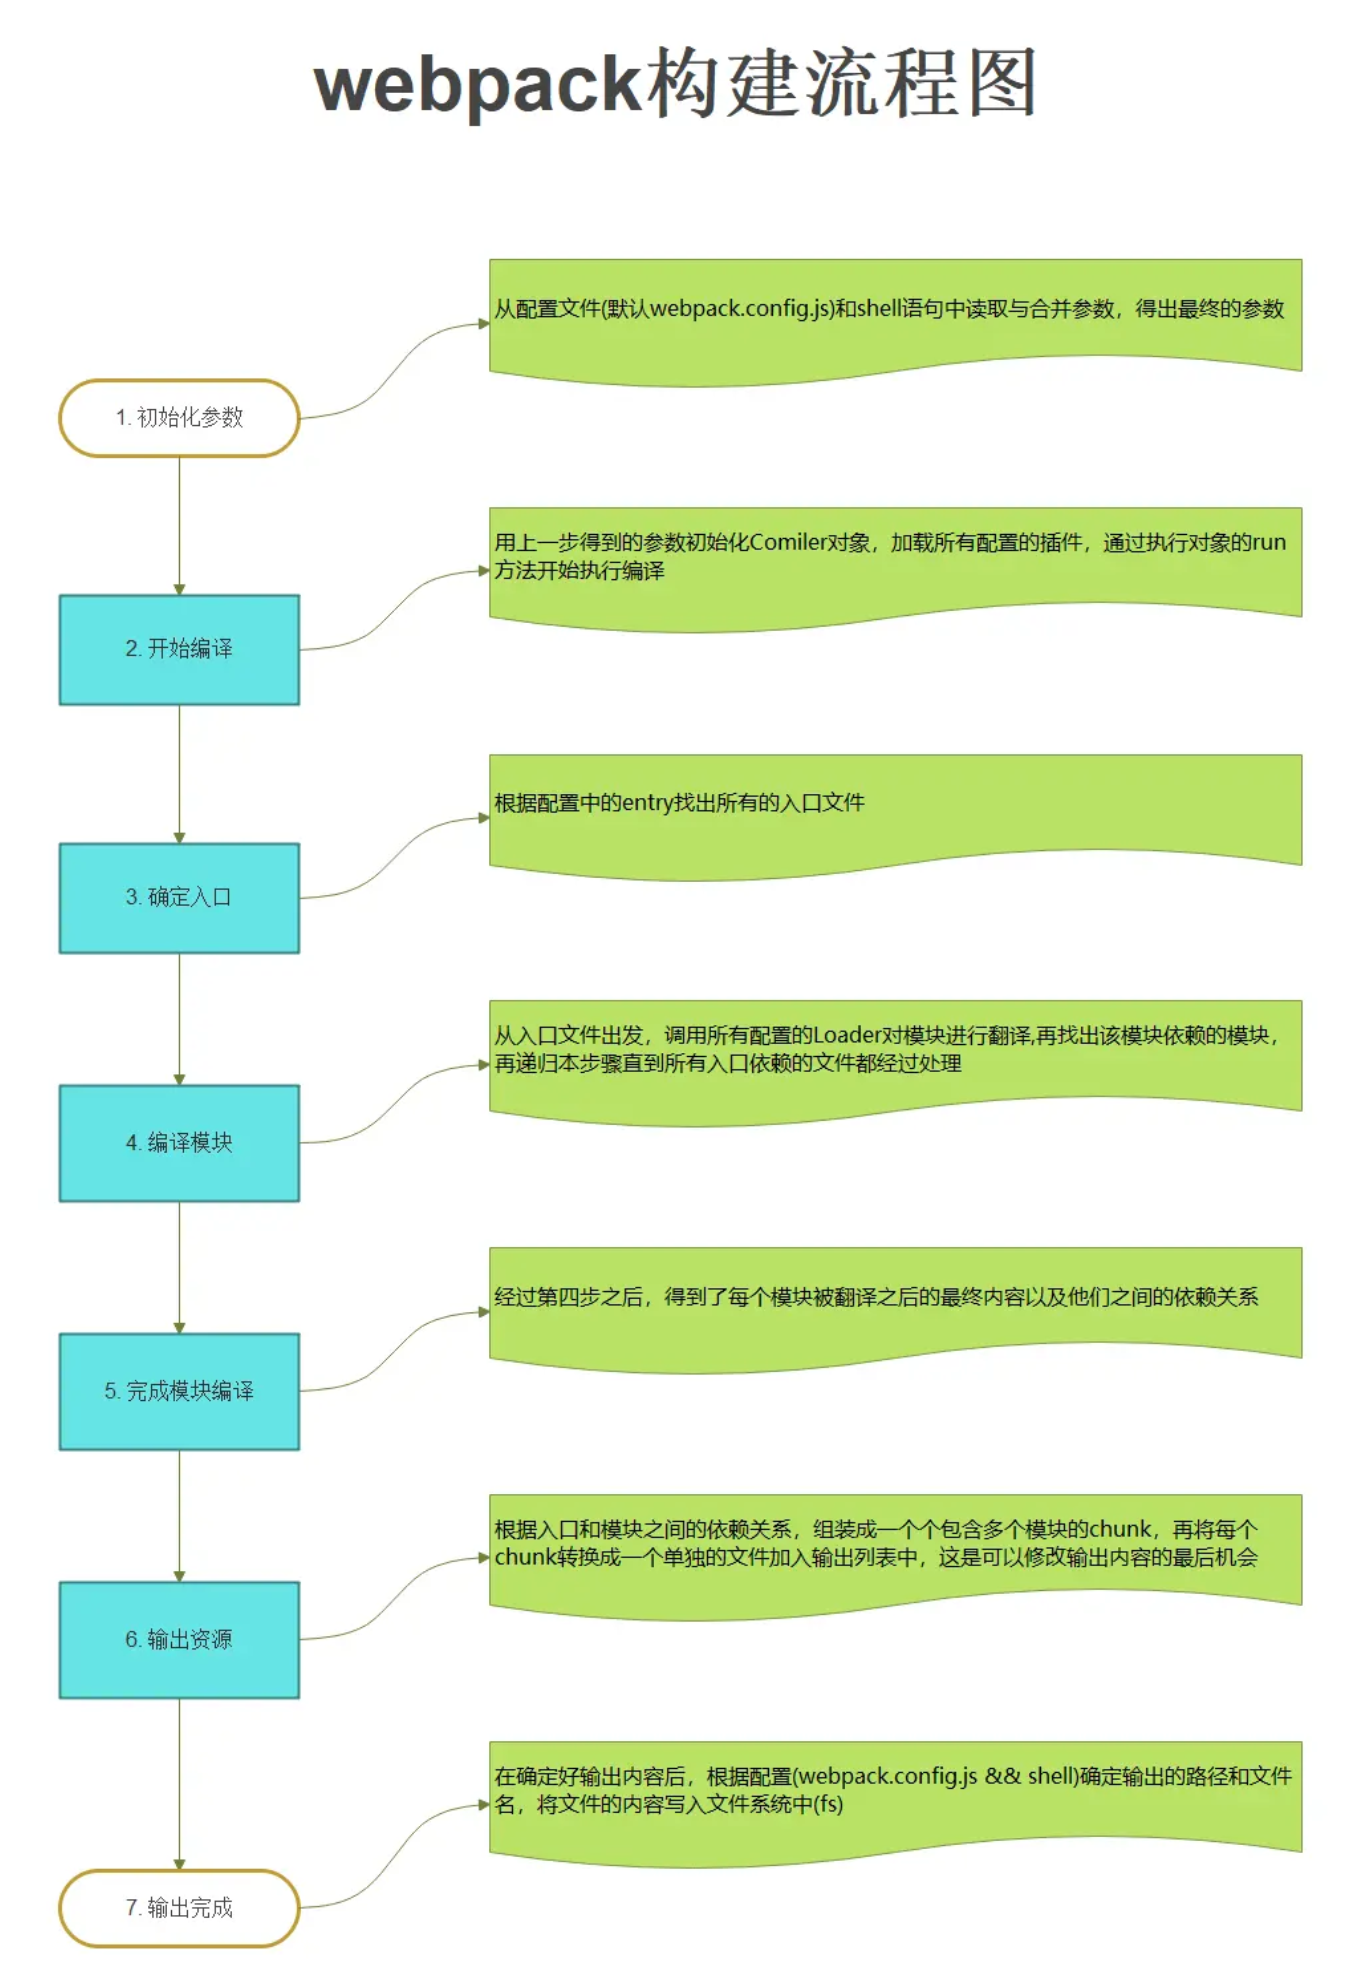 webpack构建流程图
从配置文件(默认webpack.config.js)和shell语句中读取与合并参数，得出最终的参数
1. 初始化参数
用上一步得到的参数初始化Comiler对象，加载所有配置的插件，通过执行对象的run
方法开始执行编译
2. 开始编译
根据配置中的entry找出所有的入口文件
3. 确定入口
从入口文件出发，调用所有配置的Loader对模块进行翻译,再找出该模块依赖的模块，
再递归本步骤直到所有入口依赖的文件都经过处理
4. 编译模块
经过第四步之后，得到了每个模块被翻译之后的最终内容以及他们之间的依赖关系
5. 完成模块编译
根据入口和模块之间的依赖关系，组装成一个个包含多个模块的chunk，再将每个
chunk转换成一个单独的文件加入输出列表中，这是可以修改输出内容的最后机会
6. 输出资源
在确定好输出内容后，根据配置(webpack.config.js && shell)确定输出的路径和文件
名，将文件的内容写入文件系统中(fs)
7. 输出完成